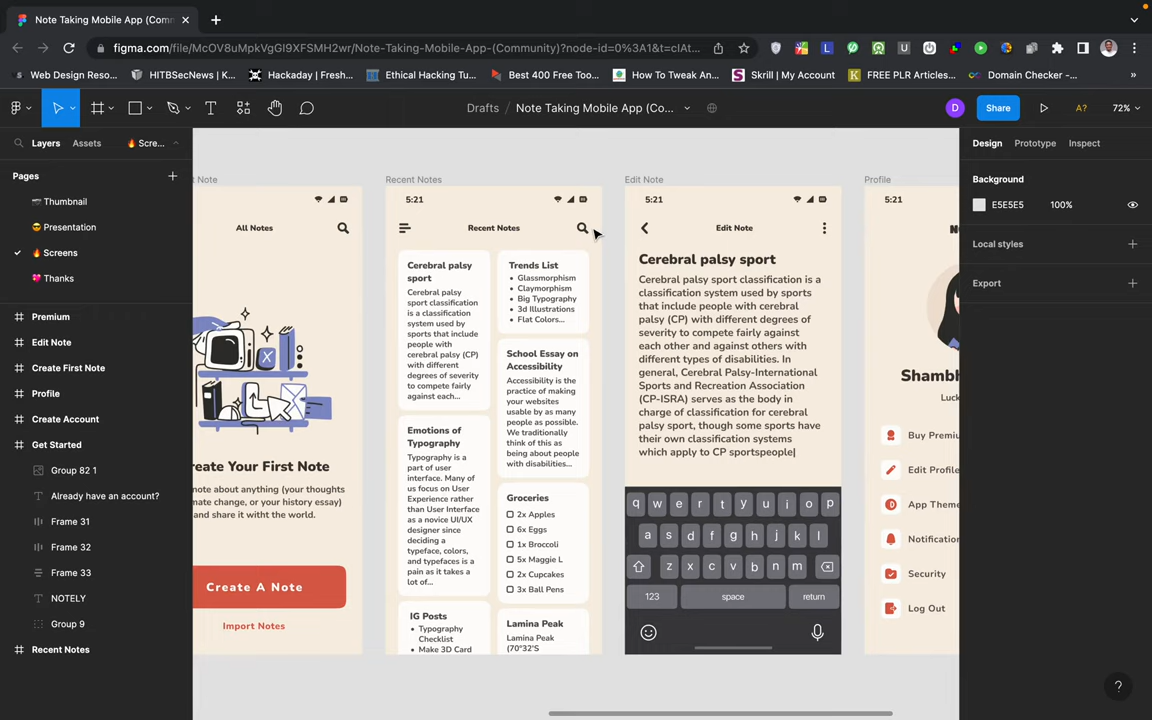 Note Taking Mobile App (Comm
figma.com/file/McOV8uMpkVgGI9XFSMH2wr/Note-Taking-Mobile-App-(Community)?node-id=0%3A1&t=clAt...
Web Design Reso...
HITBSecNews | K...
Hackaday | Fresh...
Ethical Hacking Tu...
Best 400 Free Too...
How To Tweak An...
Skrill | My Account
FREE PLR Articles...
Domain Checker -...
»
Drafts / Note Taking Mobile App (Co...
D
Share
A?
72%
Layers
Assets
🔥 Scre...
Design
Prototype
Inspect
Pages
Thumbnail
😎 Presentation
🔥 Screens
💖 Thanks
Premium
Edit Note
Create First Note
Profile
Create Account
Get Started
Group 82 1
Already have an account?
Frame 31
Frame 32
Frame 33
NOTELY
Group 9
Recent Notes
t Note
All Notes
reate Your First Note
note about anything (your thoughts
imate change, or your history essay)
and share it witht the world.
Create A Note
Import Notes
Recent Notes
5:21
Recent Notes
Cerebral palsy
sport
Cerebral palsy
sport classification
is a classification
system used by
sports that include
people with
cerebral palsy (CP)
with different
degrees of severity
to compete fairly
against each...
Emotions of
Typography
Typography is a
part of user
interface. Many of
us focus on User
Experience rather
than User Interface
as a novice UI/UX
designer since
deciding a
typeface, colors,
and typefaces is a
pain as it takes a
lot of...
IG Posts
• Typography
Checklist
• Make 3D Card
Trends List
• Glassmorphism
• Claymorphism
• Big Typography
• 3d Illustrations
• Flat Colors...
School Essay on
Accessibility
Accessibility is the
practice of making
your websites
usable by as many
people as possible.
We traditionally
think of this as
being about people
with disabilities...
Groceries
2x Apples
6x Eggs
1x Broccoli
5x Maggie L
2x Cupcakes
3x Ball Pens
Lamina Peak
Lamina Peak
(70°32′S
Edit Note
5:21
Edit Note
Cerebral palsy sport
Cerebral palsy sport classification is a
classification system used by sports
that include people with cerebral
palsy (CP) with different degrees of
severity to compete fairly against
each other and against others with
different types of disabilities. In
general, Cerebral Palsy-International
Sports and Recreation Association
(CP-ISRA) serves as the body in
charge of classification for cerebral
palsy sport, though some sports have
their own classification systems
which apply to CP sportspeople|
q w e r t y u i o p
a s d f g h j k l
z x c v b n m
123
space
return
Profile
5:21
Shambh
Luck
Buy Premiu
Edit Profile
App Theme
Notification
Security
Log Out
Background
E5E5E5
100%
Local styles
Export
?